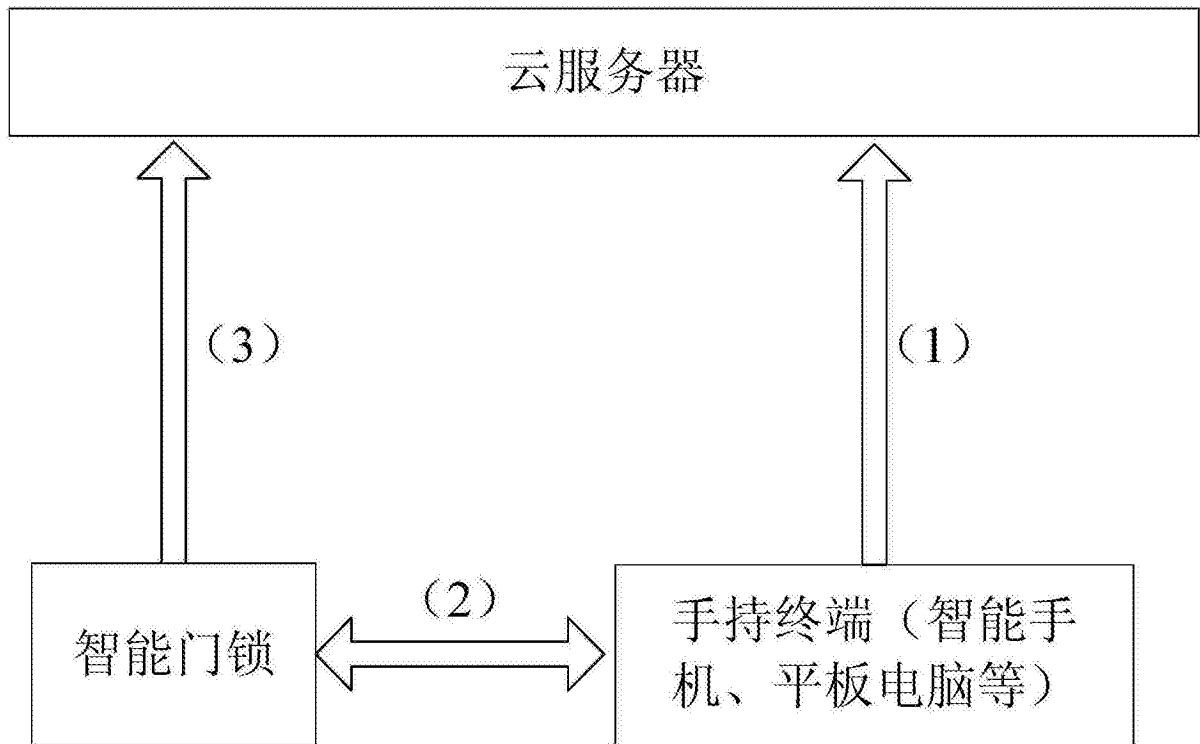 云服务器
（3）
（1）
（2）
智能门锁
手持终端（智能手
机、平板电脑等）